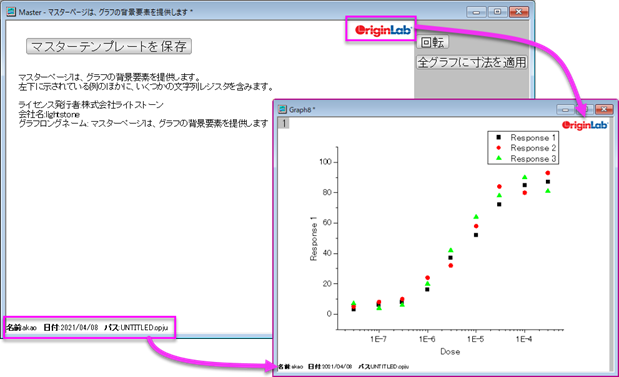 Master - マスターページは、グラフの背景要素を提供します *
マスターテンプレートを保存
OriginLab®
回転
全グラフに寸法を適用
マスターページは、グラフの背景要素を提供します。
左下に示されている例のほかに、いくつかの文字列レジスタを含みます。
ライセンス発行者:株式会社ライトストーン
会社名:lightstone
グラフロングネーム: マスターページは、グラフの背景要素を提供します
名前:akao 日付:2021/04/08 パス:UNTITLED.opju
Graph8 *
1
OriginLab®
Response 1
Response 2
Response 3
100
80
60
40
20
0
Response 1
1E-7
1E-6
1E-5
1E-4
Dose
名前:akao 日付:2021/04/08 パス:UNTITLED.opju